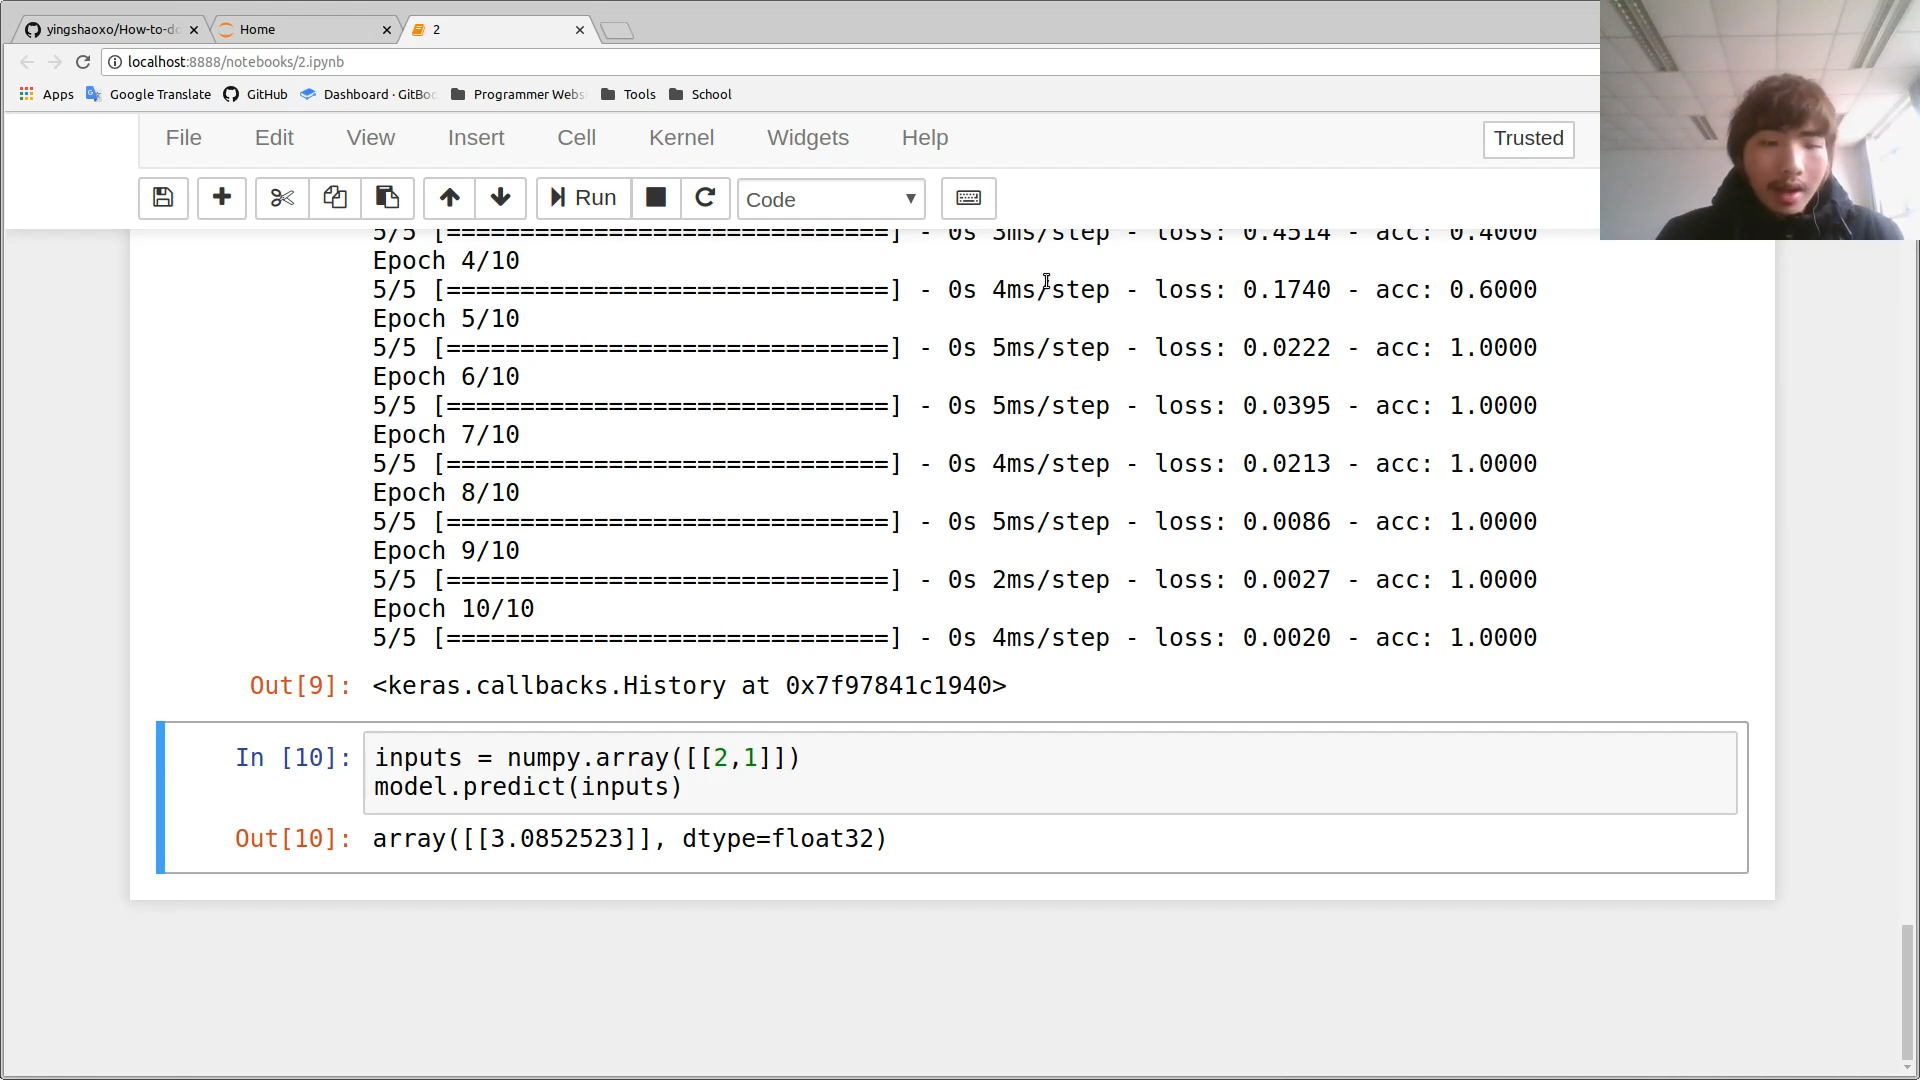 yingshaoxo/How-to-do
Home
2
localhost:8888/notebooks/2.ipynb
Apps Google Translate GitHub Dashboard · GitBoo Programmer Webs Tools School
File Edit View Insert Cell Kernel Widgets Help Trusted
Run Code
5/5 [==============================] - 0s 3ms/step - loss: 0.4514 - acc: 0.4000
Epoch 4/10
5/5 [==============================] - 0s 4ms/step - loss: 0.1740 - acc: 0.6000
Epoch 5/10
5/5 [==============================] - 0s 5ms/step - loss: 0.0222 - acc: 1.0000
Epoch 6/10
5/5 [==============================] - 0s 5ms/step - loss: 0.0395 - acc: 1.0000
Epoch 7/10
5/5 [==============================] - 0s 4ms/step - loss: 0.0213 - acc: 1.0000
Epoch 8/10
5/5 [==============================] - 0s 5ms/step - loss: 0.0086 - acc: 1.0000
Epoch 9/10
5/5 [==============================] - 0s 2ms/step - loss: 0.0027 - acc: 1.0000
Epoch 10/10
5/5 [==============================] - 0s 4ms/step - loss: 0.0020 - acc: 1.0000
Out[9]: <keras.callbacks.History at 0x7f97841c1940>
In [10]: inputs = numpy.array([[2,1]])
model.predict(inputs)
Out[10]: array([[3.0852523]], dtype=float32)